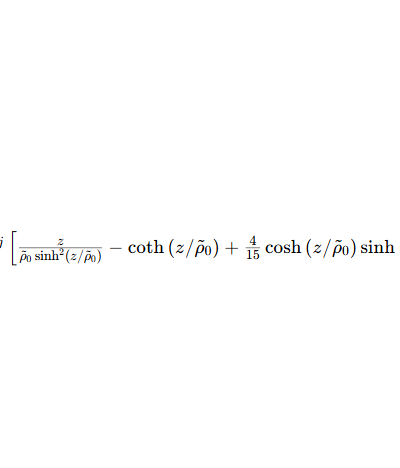 j [ z / ρ̃₀ sinh²(z/ρ̃₀) − coth (z/ρ̃₀) + 4/15 cosh (z/ρ̃₀) sinh